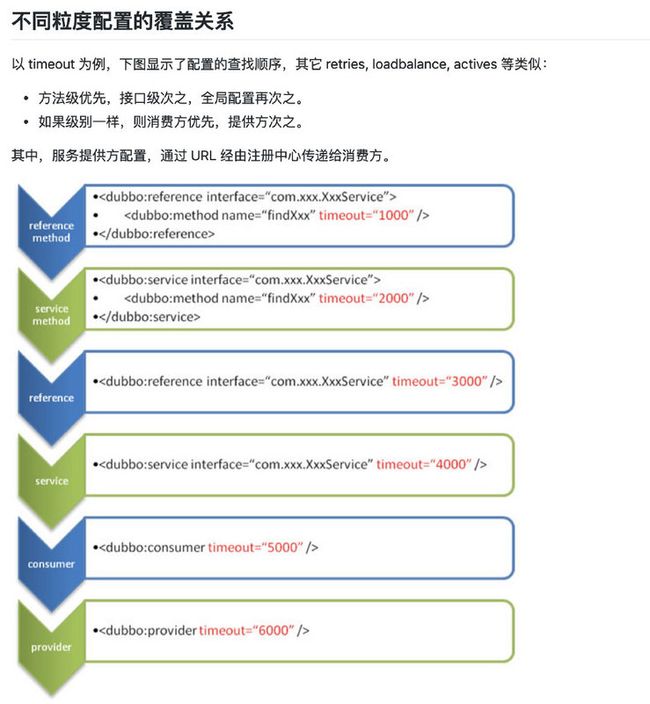 不同粒度配置的覆盖关系
以 timeout 为例，下图显示了配置的查找顺序，其它 retries, loadbalance, actives 等类似：
• 方法级优先，接口级次之，全局配置再次之。
• 如果级别一样，则消费方优先，提供方次之。
其中，服务提供方配置，通过 URL 经由注册中心传递给消费方。
reference
method
•<dubbo:reference interface="com.xxx.XxxService">
• <dubbo:method name="findXxx" timeout="1000" />
•</dubbo:reference>
service
method
•<dubbo:service interface="com.xxx.XxxService">
• <dubbo:method name="findXxx" timeout="2000" />
•</dubbo:service>
reference
•<dubbo:reference interface="com.xxx.XxxService" timeout="3000" />
service
•<dubbo:service interface="com.xxx.XxxService" timeout="4000" />
consumer
•<dubbo:consumer timeout="5000" />
provider
•<dubbo:provider timeout="6000" />